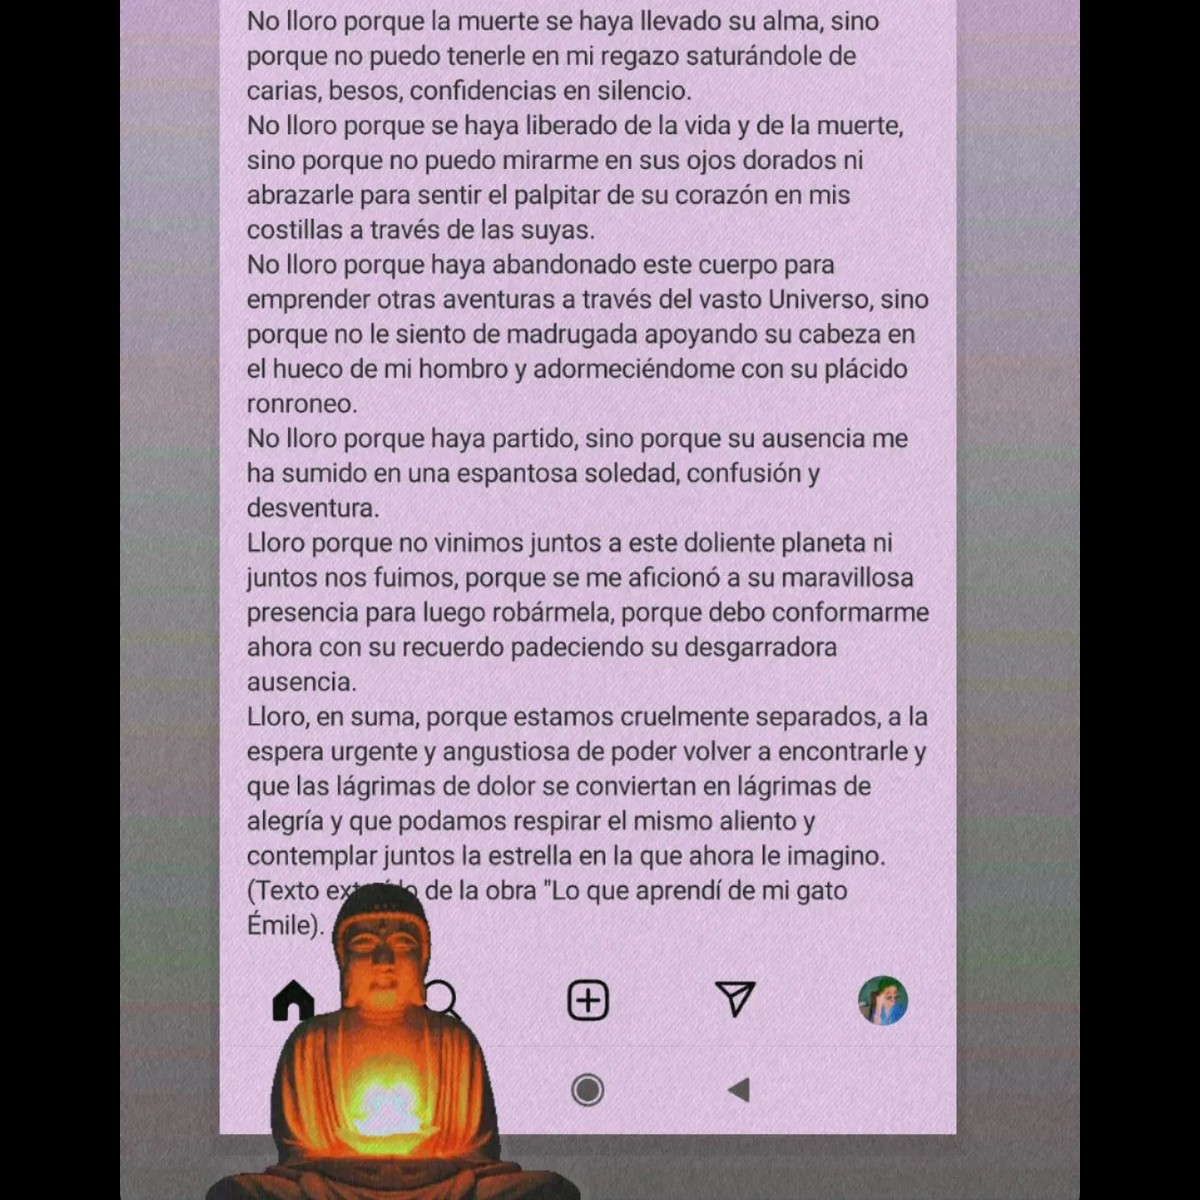 No lloro porque la muerte se haya llevado su alma, sino
porque no puedo tenerle en mi regazo saturándole de
carias, besos, confidencias en silencio.
No lloro porque se haya liberado de la vida y de la muerte,
sino porque no puedo mirarme en sus ojos dorados ni
abrazarle para sentir el palpitar de su corazón en mis
costillas a través de las suyas.
No lloro porque haya abandonado este cuerpo para
emprender otras aventuras a través del vasto Universo, sino
porque no le siento de madrugada apoyando su cabeza en
el hueco de mi hombro y adormeciéndome con su plácido
ronroneo.
No lloro porque haya partido, sino porque su ausencia me
ha sumido en una espantosa soledad, confusión y
desventura.
Lloro porque no vinimos juntos a este doliente planeta ni
juntos nos fuimos, porque se me aficionó a su maravillosa
presencia para luego robármela, porque debo conformarme
ahora con su recuerdo padeciendo su desgarradora
ausencia.
Lloro, en suma, porque estamos cruelmente separados, a la
espera urgente y angustiosa de poder volver a encontrarle y
que las lágrimas de dolor se conviertan en lágrimas de
alegría y que podamos respirar el mismo aliento y
contemplar juntos la estrella en la que ahora le imagino.
(Texto extraído de la obra "Lo que aprendí de mi gato
Émile).